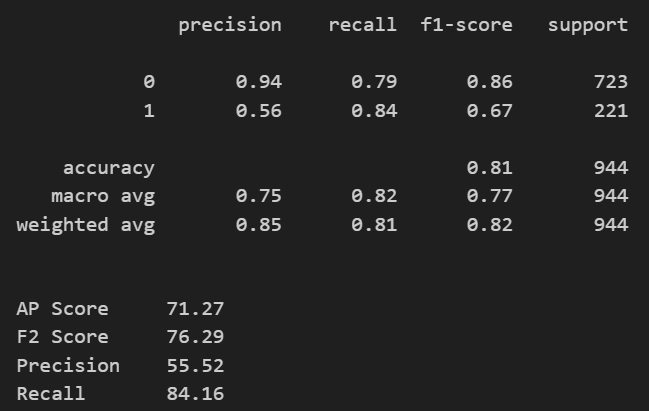 precision recall f1-score support
0 0.94 0.79 0.86 723
1 0.56 0.84 0.67 221
accuracy 0.81 944
macro avg 0.75 0.82 0.77 944
weighted avg 0.85 0.81 0.82 944
AP Score 71.27
F2 Score 76.29
Precision 55.52
Recall 84.16